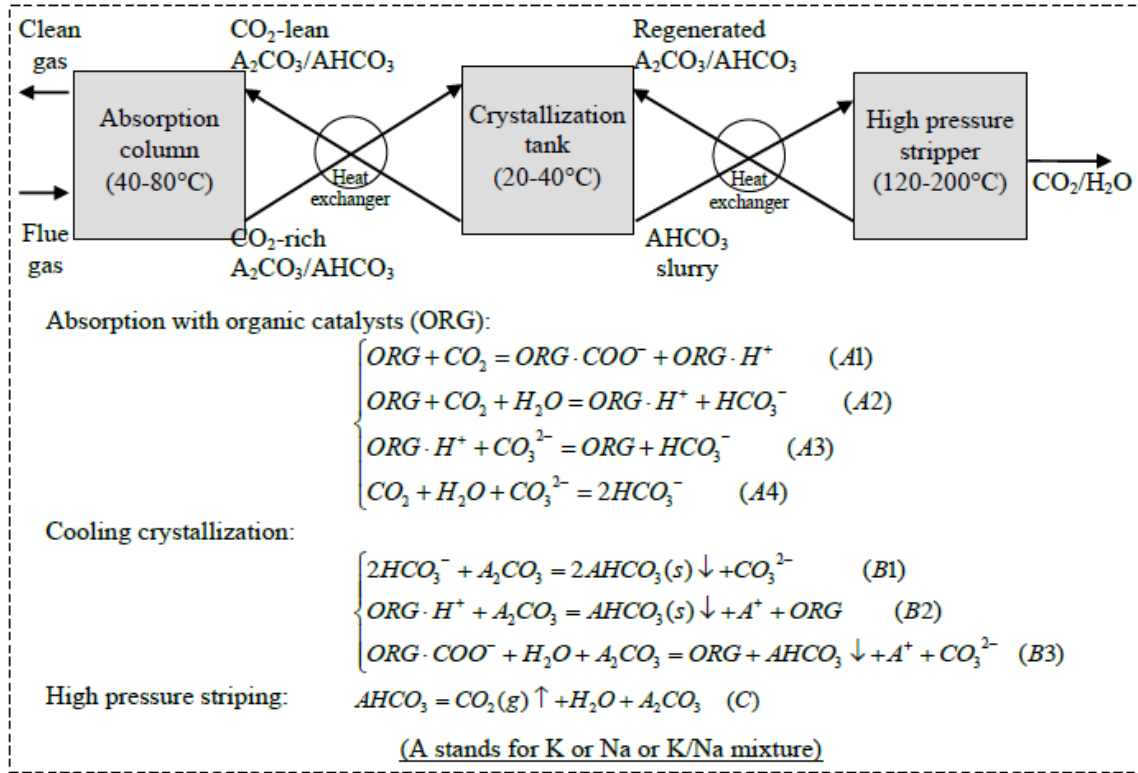 Clean
gas
CO₂-lean
A₂CO₃/AHCO₃
Regenerated
A₂CO₃/AHCO₃
Absorption
column
(40-80°C)
Heat
exchanger
Crystallization
tank
(20-40°C)
Heat
exchanger
High pressure
stripper
(120-200°C)
CO₂/H₂O
Flue
gas
CO₂-rich
A₂CO₃/AHCO₃
AHCO₃
slurry
Absorption with organic catalysts (ORG):
ORG + CO₂ = ORG·COO⁻ + ORG·H⁺ (A1)
ORG + CO₂ + H₂O = ORG·H⁺ + HCO₃⁻ (A2)
ORG·H⁺ + CO₃²⁻ = ORG + HCO₃⁻ (A3)
CO₂ + H₂O + CO₃²⁻ = 2HCO₃⁻ (A4)
Cooling crystallization:
2HCO₃⁻ + A₂CO₃ = 2AHCO₃(s) ↓ +CO₃²⁻ (B1)
ORG·H⁺ + A₂CO₃ = AHCO₃(s) ↓ +A⁺ + ORG (B2)
ORG·COO⁻ + H₂O + A₂CO₃ = ORG + AHCO₃ ↓ +A⁺ + CO₃²⁻ (B3)
High pressure striping: AHCO₃ = CO₂(g) ↑ +H₂O + A₂CO₃ (C)
(A stands for K or Na or K/Na mixture)